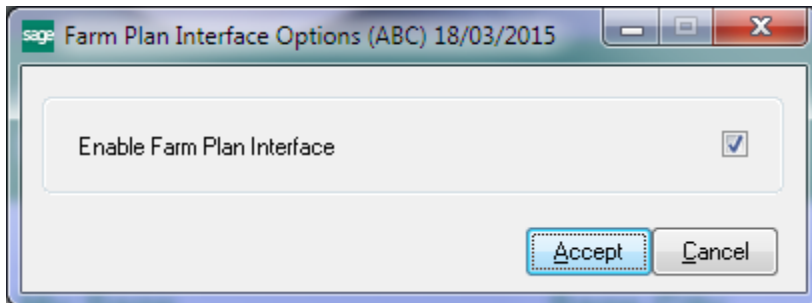 sage Farm Plan Interface Options (ABC) 18/03/2015
Enable Farm Plan Interface
Accept Cancel